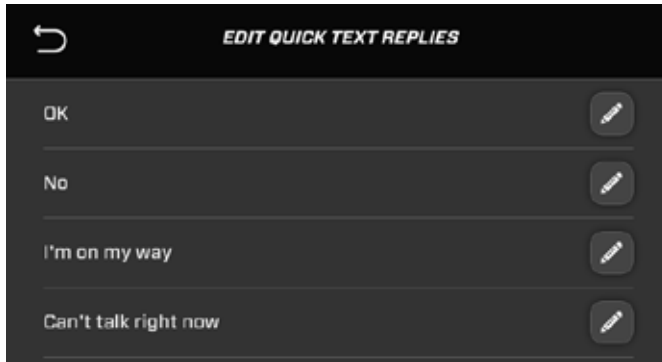 EDIT QUICK TEXT REPLIES
OK
No
I'm on my way
Can't talk right now